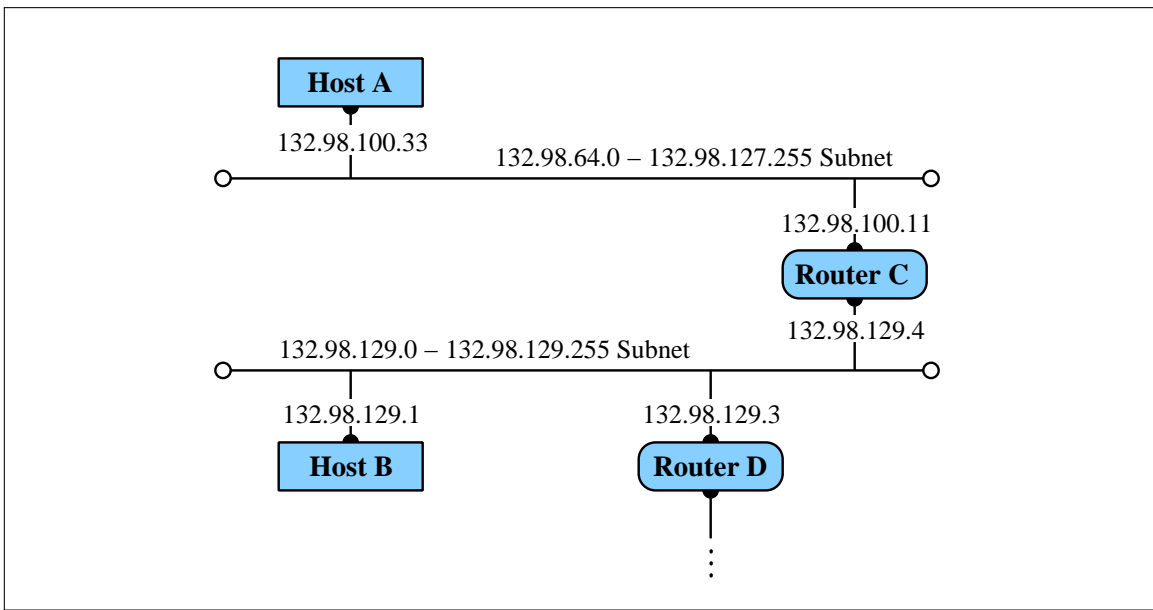 Host A
132.98.100.33
132.98.64.0 – 132.98.127.255 Subnet
132.98.100.11
Router C
132.98.129.4
132.98.129.0 – 132.98.129.255 Subnet
132.98.129.1
132.98.129.3
Host B
Router D